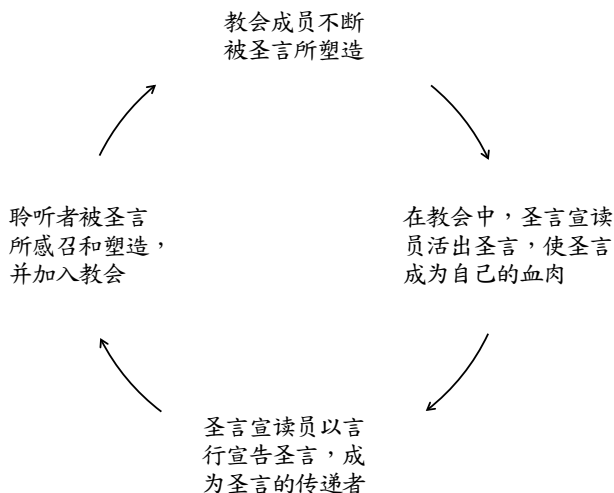 教会成员不断
被圣言所塑造
在教会中，圣言宣读
员活出圣言，使圣言
成为自己的血肉
圣言宣读员以言
行宣告圣言，成
为圣言的传递者
聆听者被圣言
所感召和塑造，
并加入教会